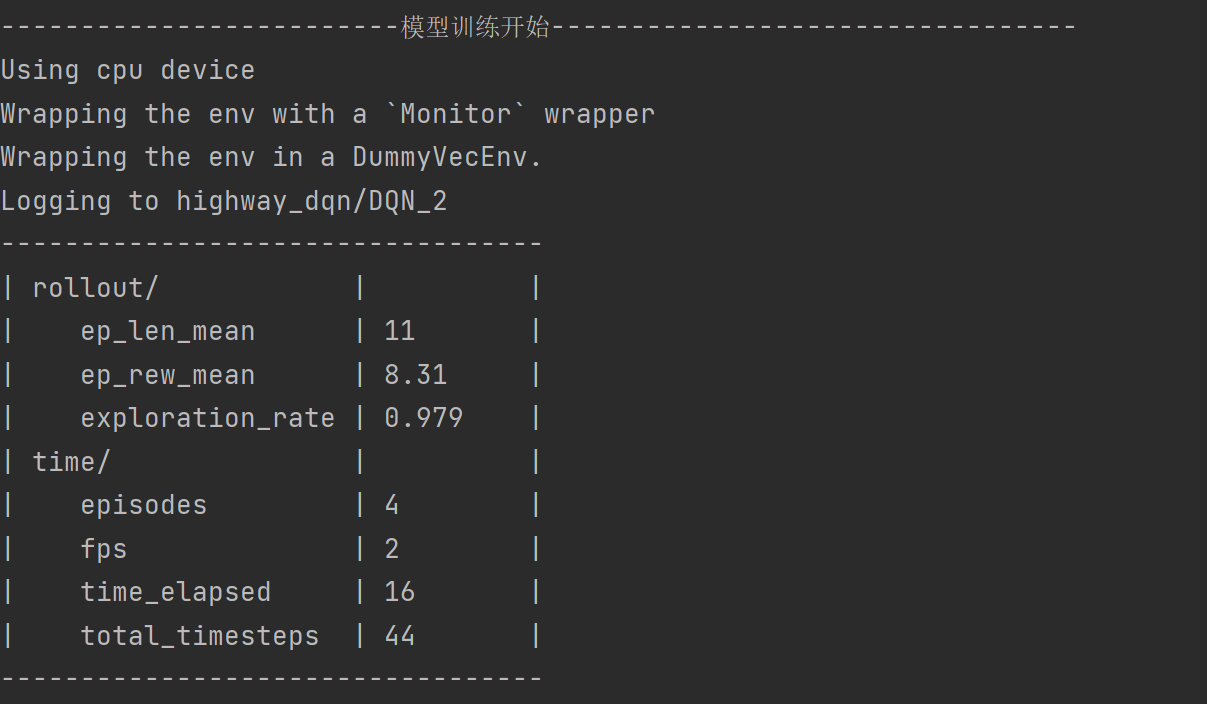 -------------------------模型训练开始---------------------------------
Using cpu device
Wrapping the env with a `Monitor` wrapper
Wrapping the env in a DummyVecEnv.
Logging to highway_dqn/DQN_2
----------------------------------
| rollout/            |          |
|    ep_len_mean      | 11       |
|    ep_rew_mean      | 8.31     |
|    exploration_rate | 0.979    |
| time/               |          |
|    episodes         | 4        |
|    fps              | 2        |
|    time_elapsed     | 16       |
|    total_timesteps  | 44       |
----------------------------------